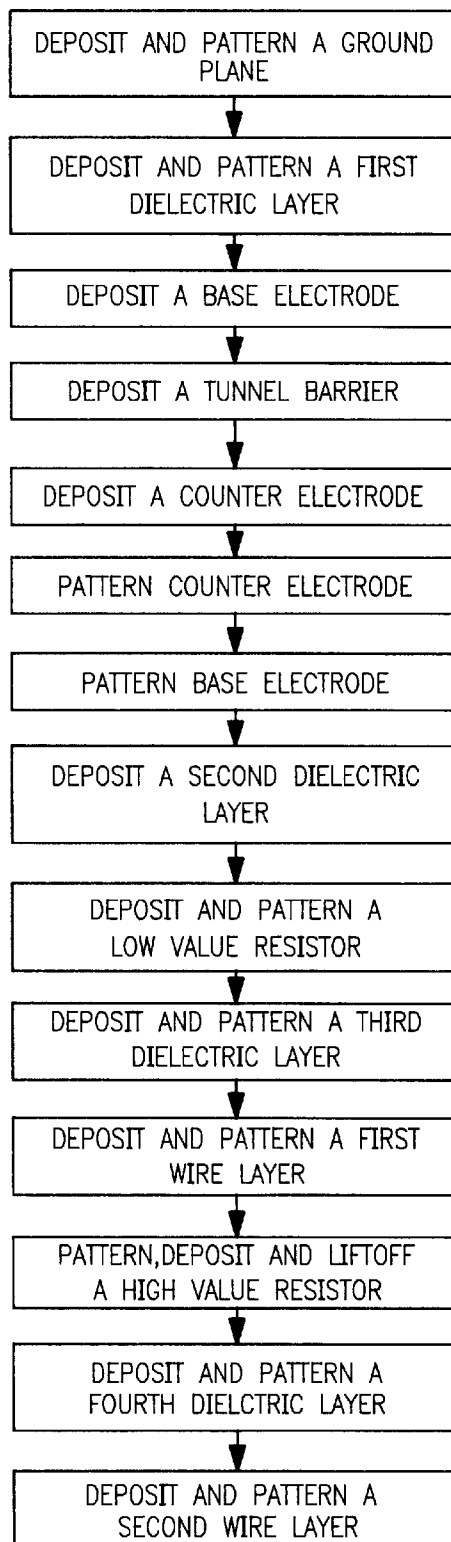 DEPOSIT AND PATTERN A GROUND
PLANE
DEPOSIT AND PATTERN A FIRST
DIELECTRIC LAYER
DEPOSIT A BASE ELECTRODE
DEPOSIT A TUNNEL BARRIER
DEPOSIT A COUNTER ELECTRODE
PATTERN COUNTER ELECTRODE
PATTERN BASE ELECTRODE
DEPOSIT A SECOND DIELECTRIC
LAYER
DEPOSIT AND PATTERN A
LOW VALUE RESISTOR
DEPOSIT AND PATTERN A THIRD
DIELECTRIC LAYER
DEPOSIT AND PATTERN A FIRST
WIRE LAYER
PATTERN,DEPOSIT AND LIFTOFF
A HIGH VALUE RESISTOR
DEPOSIT AND PATTERN A
FOURTH DIELCTRIC LAYER
DEPOSIT AND PATTERN A
SECOND WIRE LAYER